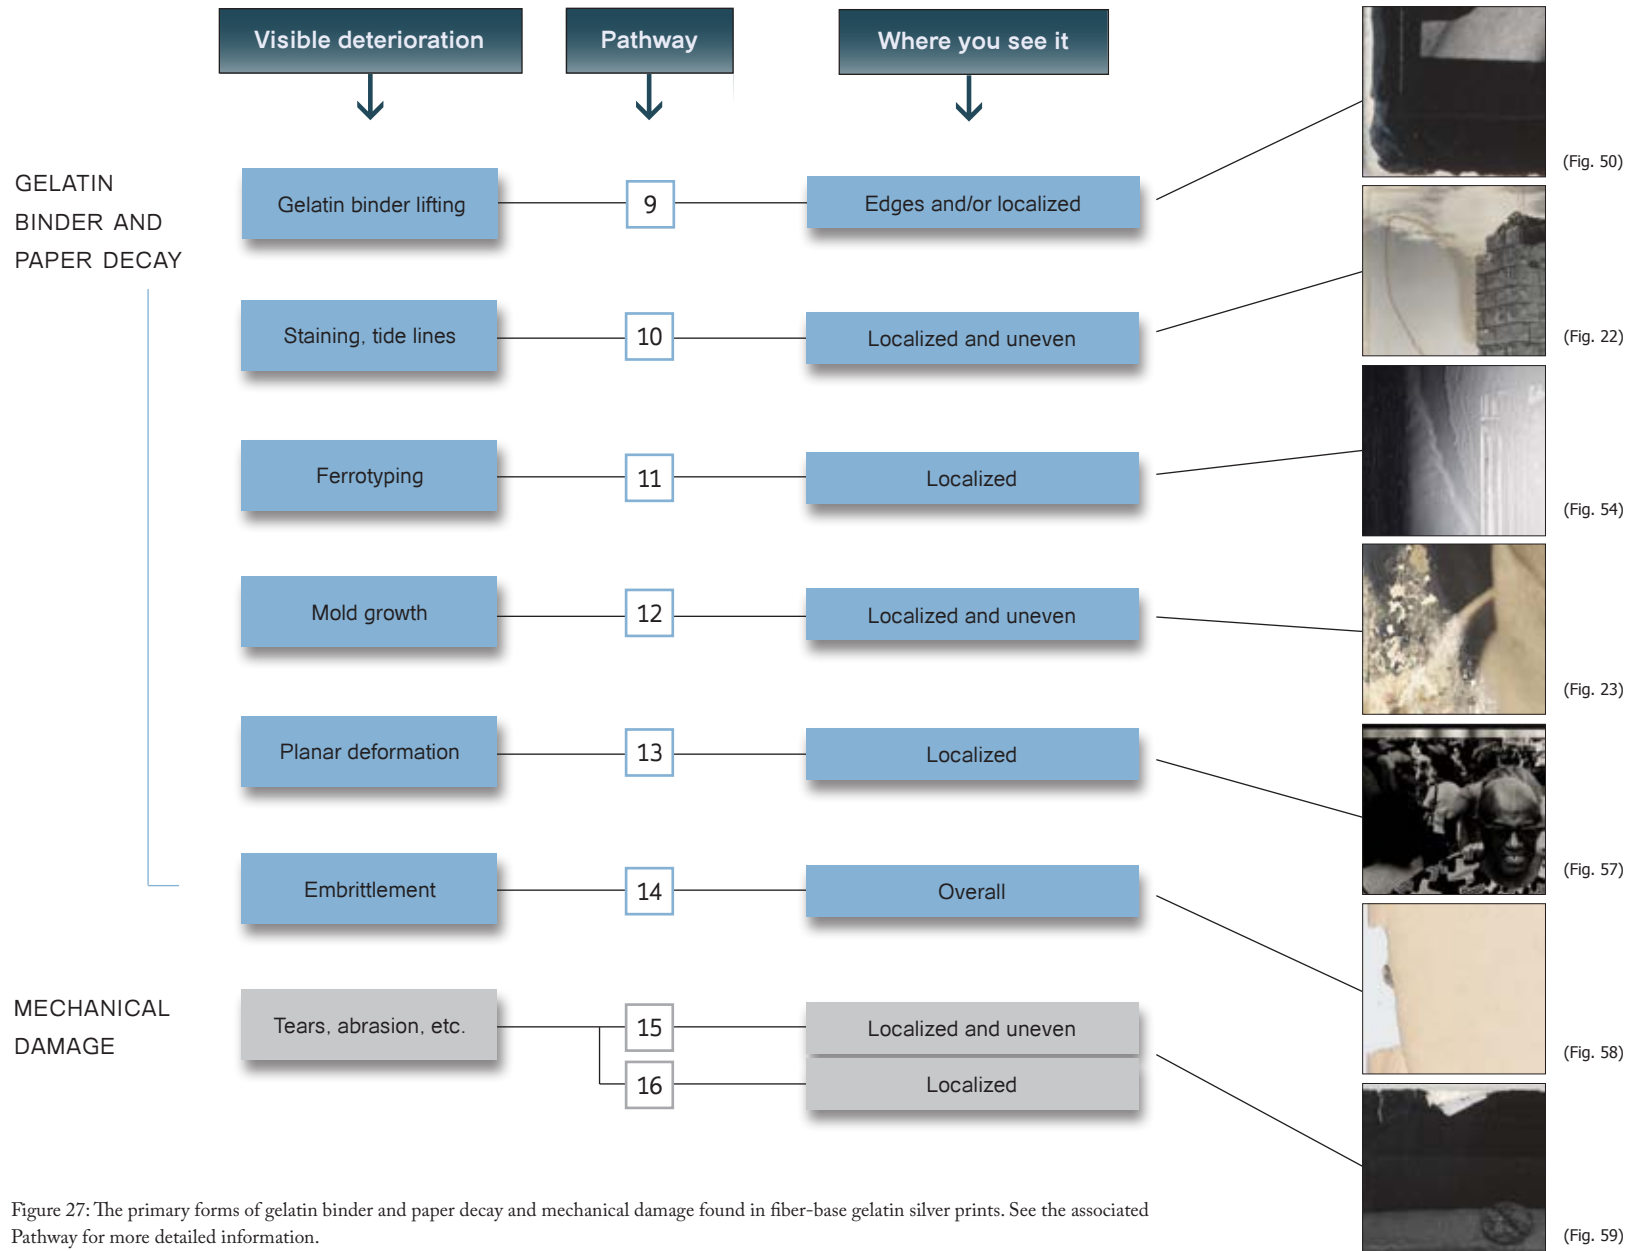 Visible deterioration
Pathway
Where you see it
GELATIN
BINDER AND
PAPER DECAY
Gelatin binder lifting
9
Edges and/or localized
(Fig. 50)
Staining, tide lines
10
Localized and uneven
(Fig. 22)
Ferrotyping
11
Localized
(Fig. 54)
Mold growth
12
Localized and uneven
(Fig. 23)
Planar deformation
13
Localized
(Fig. 57)
Embrittlement
14
Overall
(Fig. 58)
MECHANICAL
DAMAGE
Tears, abrasion, etc.
15
Localized and uneven
16
Localized
(Fig. 59)
Figure 27: The primary forms of gelatin binder and paper decay and mechanical damage found in fiber-base gelatin silver prints. See the associated
Pathway for more detailed information.